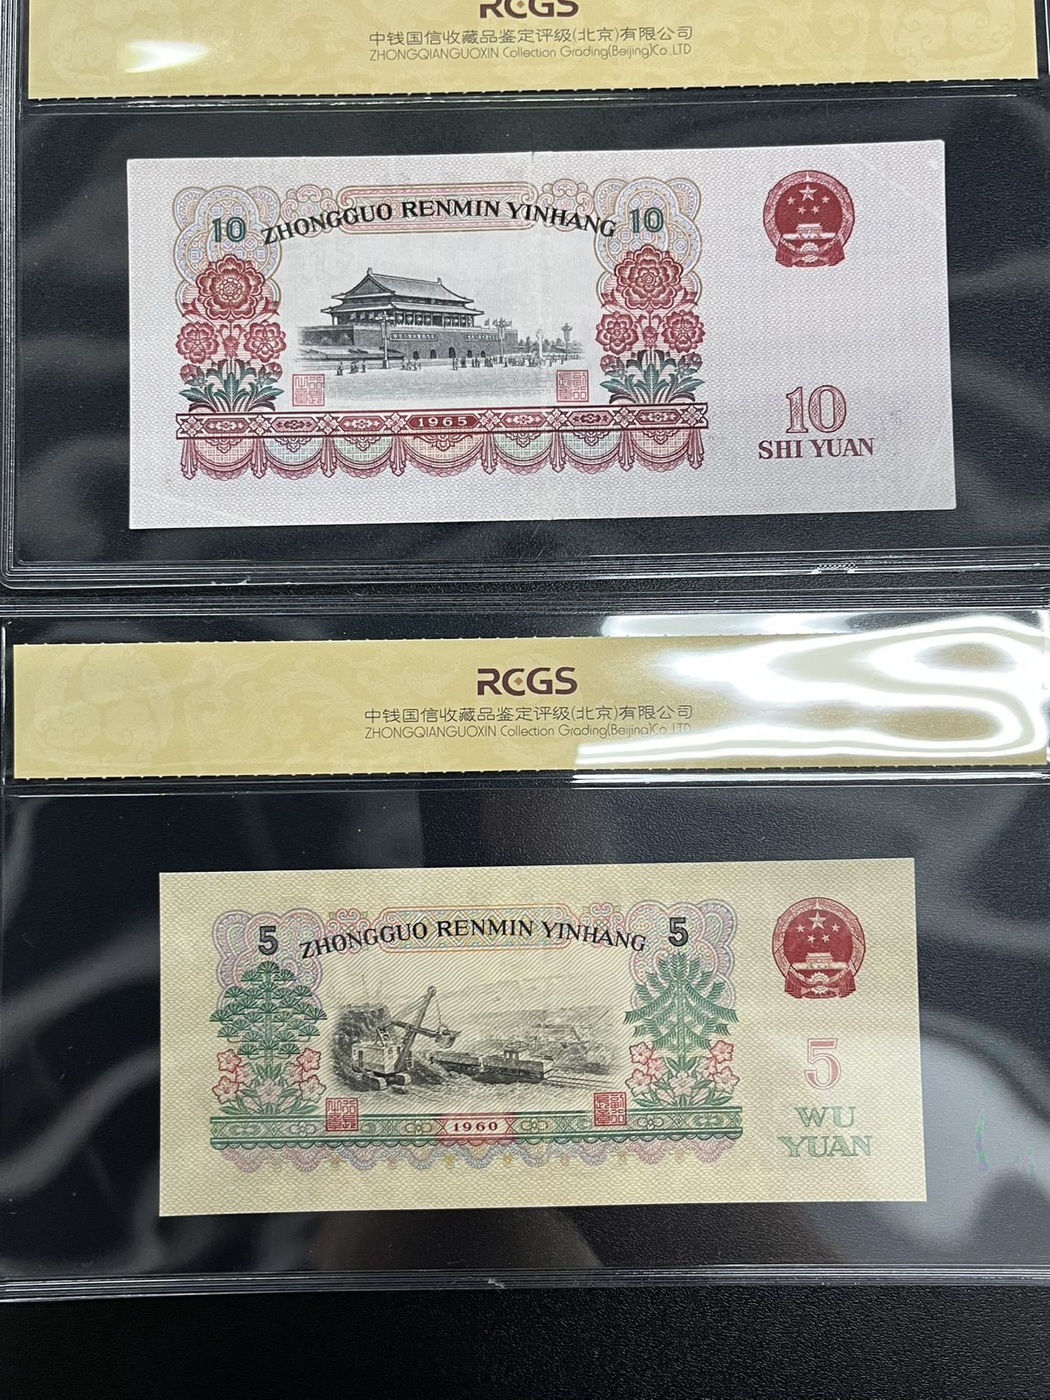 RCGS
中钱国信收藏品鉴定评级(北京)有限公司
ZHONGQIANGUOXIN Collection Grading(Beijing)Co.LTD
10 ZHONGGUO RENMIN YINHANG 10
1965
10
SHI YUAN
RCGS
中钱国信收藏品鉴定评级(北京)有限公司
ZHONGQIANGUOXIN Collection Grading(Beijing)Co.LTD
5 ZHONGGUO RENMIN YINHANG 5
1960
5
WU
YUAN